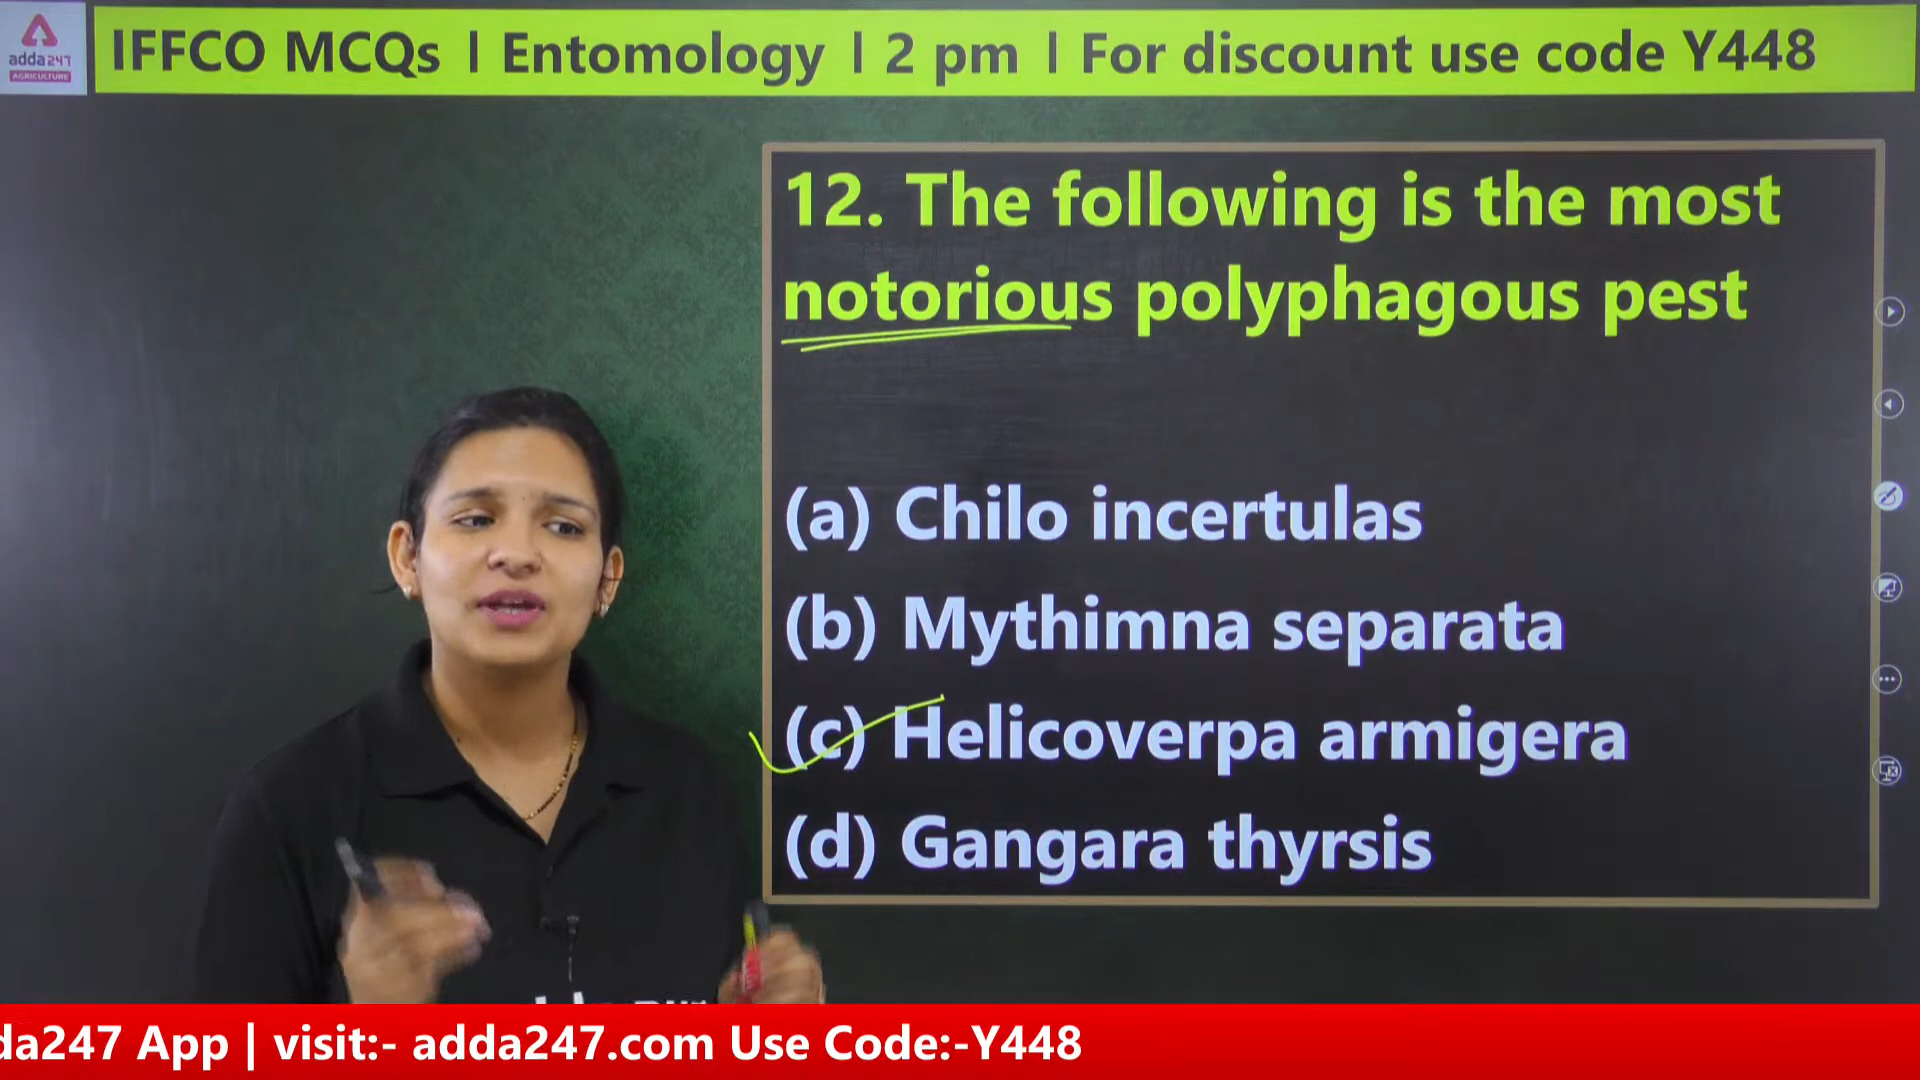 adda247
AGRICULTURE
IFFCO MCQs I Entomology I 2 pm I For discount use code Y448
12. The following is the most
notorious polyphagous pest
(a) Chilo incertulas
(b) Mythimna separata
(c) Helicoverpa armigera
(d) Gangara thyrsis
da247 App | visit:- adda247.com Use Code:-Y448